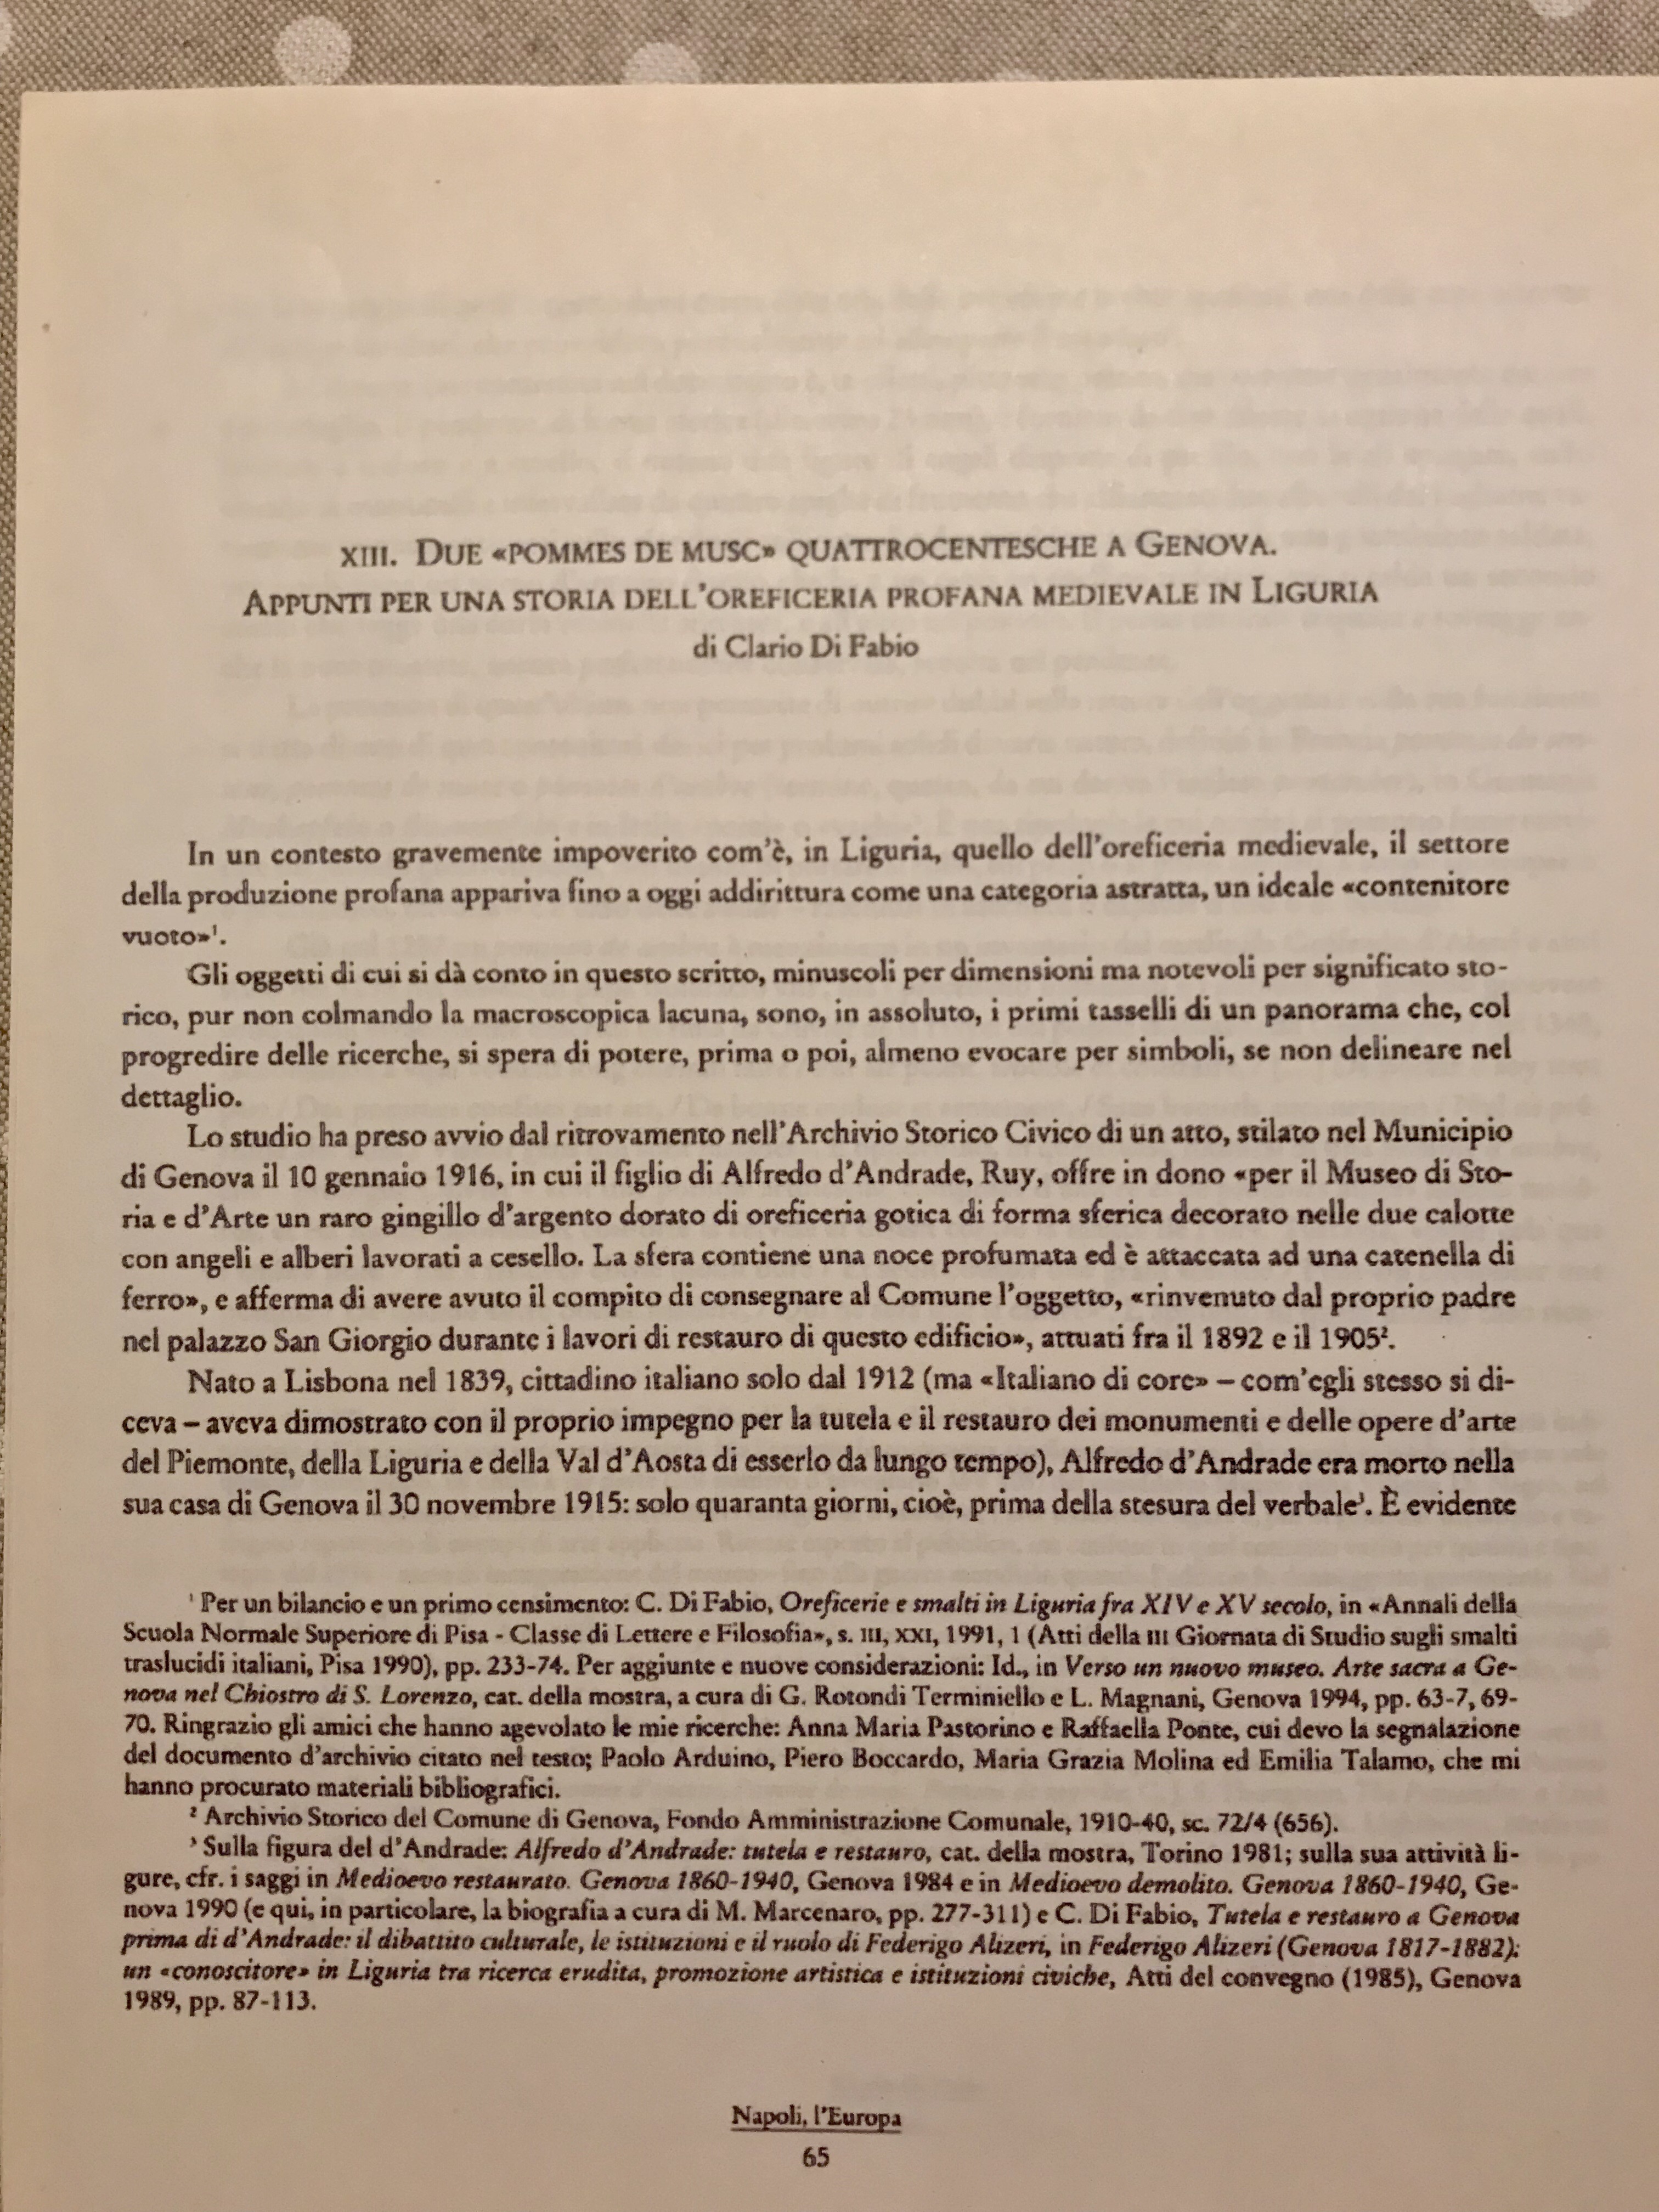 XIII. DUE «POMMES DE MUSC» QUATTROCENTESCHE A GENOVA.
APPUNTI PER UNA STORIA DELL'OREFICERIA PROFANA MEDIEVALE IN LIGURIA
di Clario Di Fabio
In un contesto gravemente impoverito com'è, in Liguria, quello dell'oreficeria medievale, il settore
della produzione profana appariva fino a oggi addirittura come una categoria astratta, un ideale «contenitore
vuoto»¹.
Gli oggetti di cui si dà conto in questo scritto, minuscoli per dimensioni ma notevoli per significato sto-
rico, pur non colmando la macroscopica lacuna, sono, in assoluto, i primi tasselli di un panorama che, col
progredire delle ricerche, si spera di potere, prima o poi, almeno evocare per simboli, se non delineare nel
dettaglio.
Lo studio ha preso avvio dal ritrovamento nell'Archivio Storico Civico di un atto, stilato nel Municipio
di Genova il 10 gennaio 1916, in cui il figlio di Alfredo d'Andrade, Ruy, offre in dono «per il Museo di Sto-
ria e d'Arte un raro gingillo d'argento dorato di oreficeria gotica di forma sferica decorato nelle due calotte
con angeli e alberi lavorati a cesello. La sfera contiene una noce profumata ed è attaccata ad una catenella di
ferro», e afferma di avere avuto il compito di consegnare al Comune l'oggetto, «rinvenuto dal proprio padre
nel palazzo San Giorgio durante i lavori di restauro di questo edificio», attuati fra il 1892 e il 1905².
Nato a Lisbona nel 1839, cittadino italiano solo dal 1912 (ma «Italiano di core» – com'egli stesso si di-
ceva – aveva dimostrato con il proprio impegno per la tutela e il restauro dei monumenti e delle opere d'arte
del Piemonte, della Liguria e della Val d'Aosta di esserlo da lungo tempo), Alfredo d'Andrade era morto nella
sua casa di Genova il 30 novembre 1915: solo quaranta giorni, cioè, prima della stesura del verbale³. È evidente
¹ Per un bilancio e un primo censimento: C. Di Fabio, Oreficerie e smalti in Liguria fra XIV e XV secolo, in «Annali della
Scuola Normale Superiore di Pisa - Classe di Lettere e Filosofia», s. III, XXI, 1991, 1 (Atti della III Giornata di Studio sugli smalti
traslucidi italiani, Pisa 1990), pp. 233-74. Per aggiunte e nuove considerazioni: Id., in Verso un nuovo museo. Arte sacra a Ge-
nova nel Chiostro di S. Lorenzo, cat. della mostra, a cura di G. Rotondi Terminiello e L. Magnani, Genova 1994, pp. 63-7, 69-
70. Ringrazio gli amici che hanno agevolato le mie ricerche: Anna Maria Pastorino e Raffaella Ponte, cui devo la segnalazione
del documento d'archivio citato nel testo; Paolo Arduino, Piero Boccardo, Maria Grazia Molina ed Emilia Talamo, che mi
hanno procurato materiali bibliografici.
² Archivio Storico del Comune di Genova, Fondo Amministrazione Comunale, 1910-40, sc. 72/4 (656).
³ Sulla figura del d'Andrade: Alfredo d'Andrade: tutela e restauro, cat. della mostra, Torino 1981; sulla sua attività li-
gure, cfr. i saggi in Medioevo restaurato. Genova 1860-1940, Genova 1984 e in Medioevo demolito. Genova 1860-1940, Ge-
nova 1990 (e qui, in particolare, la biografia a cura di M. Marcenaro, pp. 277-311) e C. Di Fabio, Tutela e restauro a Genova
prima di d'Andrade: il dibattito culturale, le istituzioni e il ruolo di Federigo Alizeri, in Federigo Alizeri (Genova 1817-1882):
un «conoscitore» in Liguria tra ricerca erudita, promozione artistica e istituzioni civiche, Atti del convegno (1985), Genova
1989, pp. 87-113.
Napoli, l'Europa
65